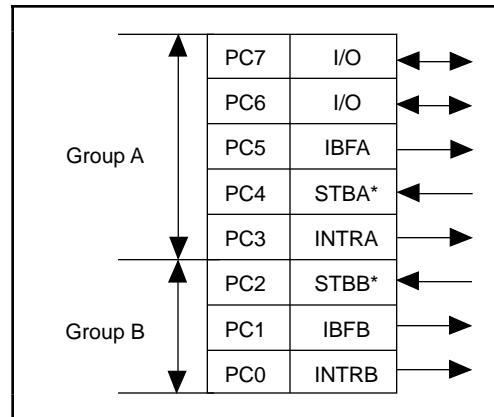 PC7 I/O
PC6 I/O
PC5 IBFA
Group A
PC4 STBA*
PC3 INTRA
PC2 STBB*
Group B
PC1 IBFB
PC0 INTRB